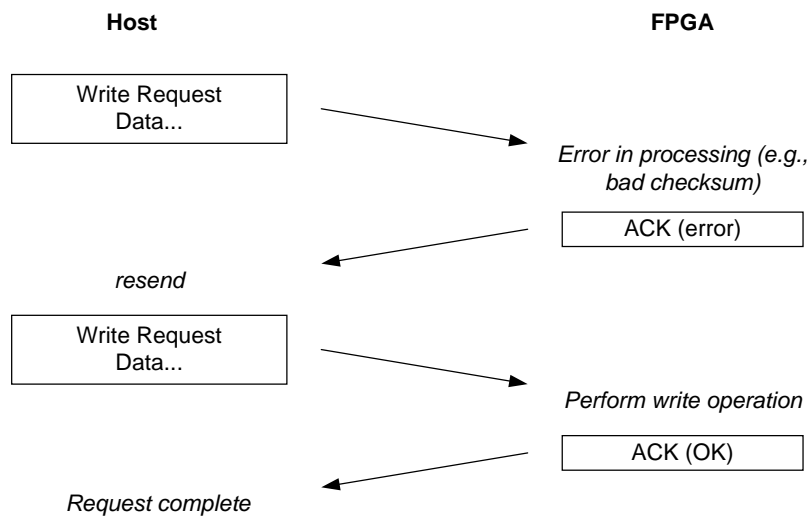 Host
FPGA
Write Request
Data...
Error in processing (e.g.,
bad checksum)
ACK (error)
resend
Write Request
Data...
Perform write operation
ACK (OK)
Request complete